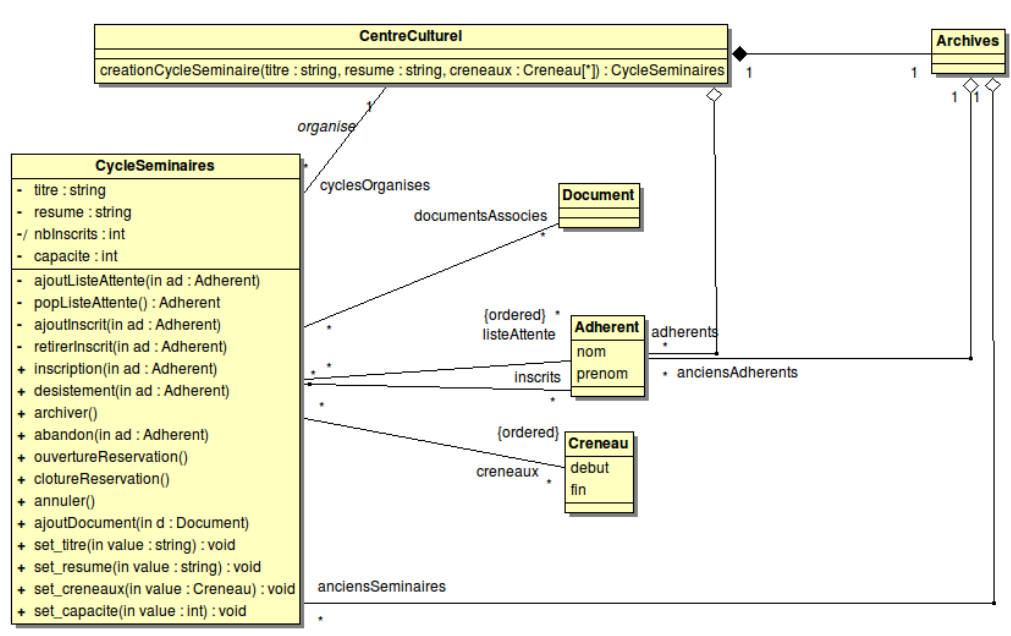 CentreCulturel
creationCycleSeminaire(titre : string, resume : string, creneaux : Creneau[*]) : CycleSeminaires
Archives
1
1
1
1
1
organise
*
cyclesOrganises
CycleSeminaires
- titre : string
- resume : string
-/ nbInscrits : int
- capacite : int
- ajoutListeAttente(in ad : Adherent)
- popListeAttente() : Adherent
- ajoutInscrit(in ad : Adherent)
- retirerInscrit(in ad : Adherent)
+ inscription(in ad : Adherent)
+ desistement(in ad : Adherent)
+ archiver()
+ abandon(in ad : Adherent)
+ ouvertureReservation()
+ clotureReservation()
+ annuler()
+ ajoutDocument(in d : Document)
+ set_titre(in value : string) : void
+ set_resume(in value : string) : void
+ set_creneaux(in value : Creneau) : void
+ set_capacite(in value : int) : void
Document
documentsAssocies
*
*
{ordered} *
listeAttente
Adherent
nom
prenom
adherents
*
* anciensAdherents
* *
inscrits
*
*
{ordered}
Creneau
debut
fin
creneaux
*
anciensSeminaires
*